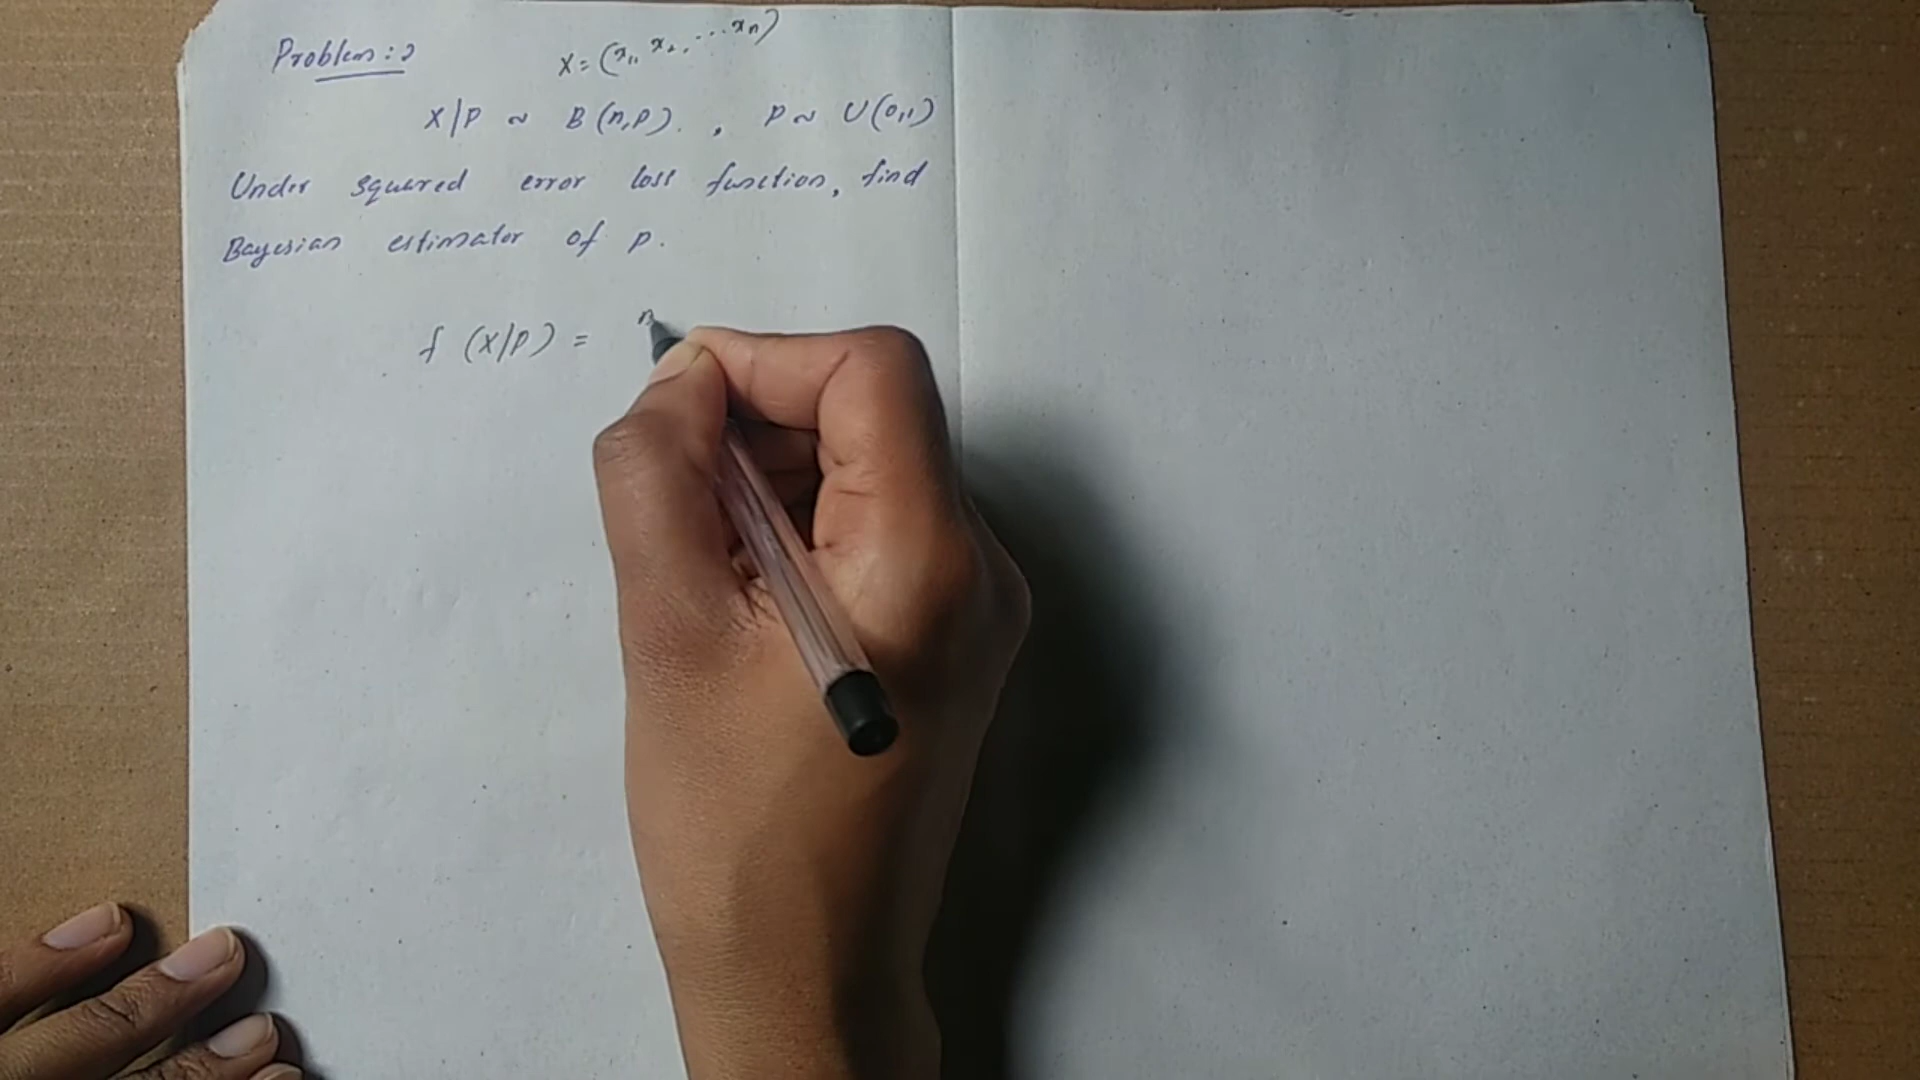 Problem: 2
X = (x₁, x₂, ... xₙ)
X/P ~ B(n,p). , P ~ U(0,1)
Under squared error loss function, find
Bayesian estimator of p.
f (X/P) = n